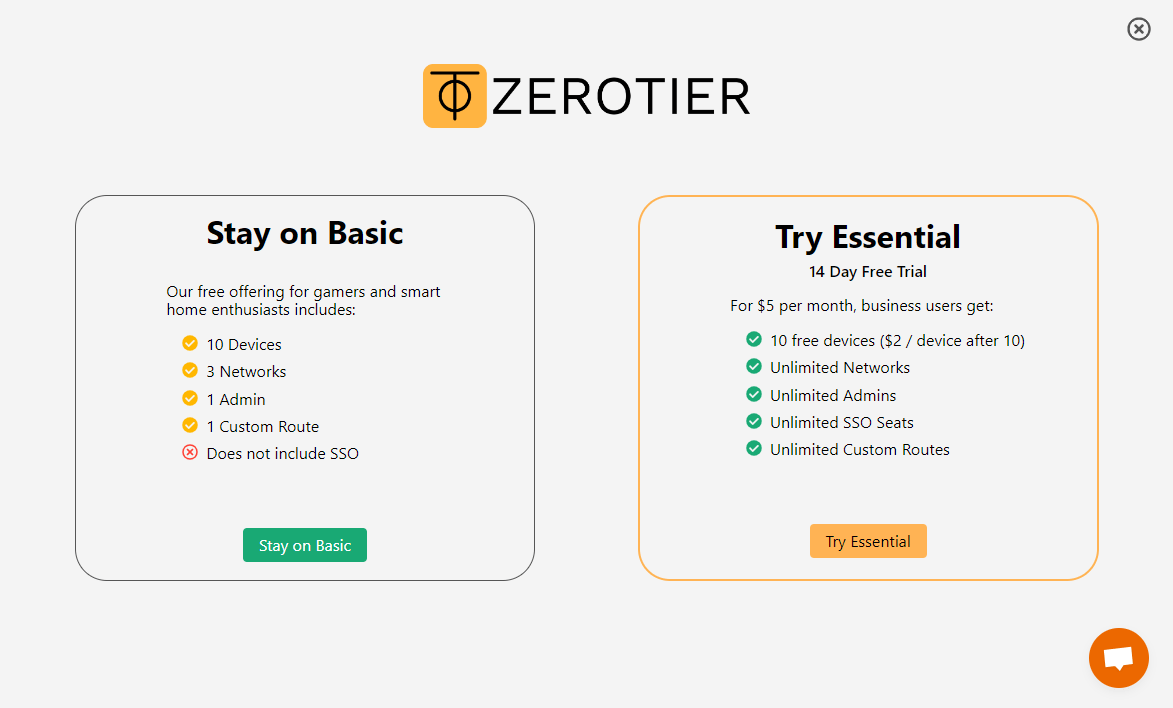 ZEROTIER
Stay on Basic
Our free offering for gamers and smart
home enthusiasts includes:
10 Devices
3 Networks
1 Admin
1 Custom Route
Does not include SSO
Stay on Basic
Try Essential
14 Day Free Trial
For $5 per month, business users get:
10 free devices ($2 / device after 10)
Unlimited Networks
Unlimited Admins
Unlimited SSO Seats
Unlimited Custom Routes
Try Essential